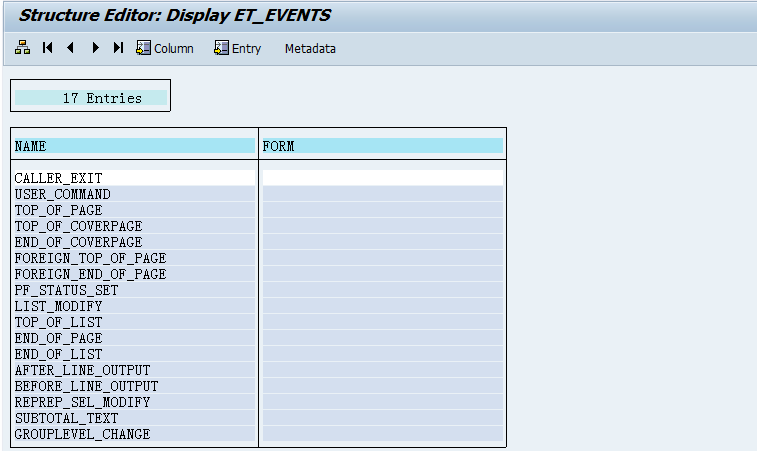 Structure Editor: Display ET_EVENTS
Column Entry Metadata
17 Entries
NAME FORM
CALLER_EXIT
USER_COMMAND
TOP_OF_PAGE
TOP_OF_COVERPAGE
END_OF_COVERPAGE
FOREIGN_TOP_OF_PAGE
FOREIGN_END_OF_PAGE
PF_STATUS_SET
LIST_MODIFY
TOP_OF_LIST
END_OF_PAGE
END_OF_LIST
AFTER_LINE_OUTPUT
BEFORE_LINE_OUTPUT
REPREP_SEL_MODIFY
SUBTOTAL_TEXT
GROUPLEVEL_CHANGE